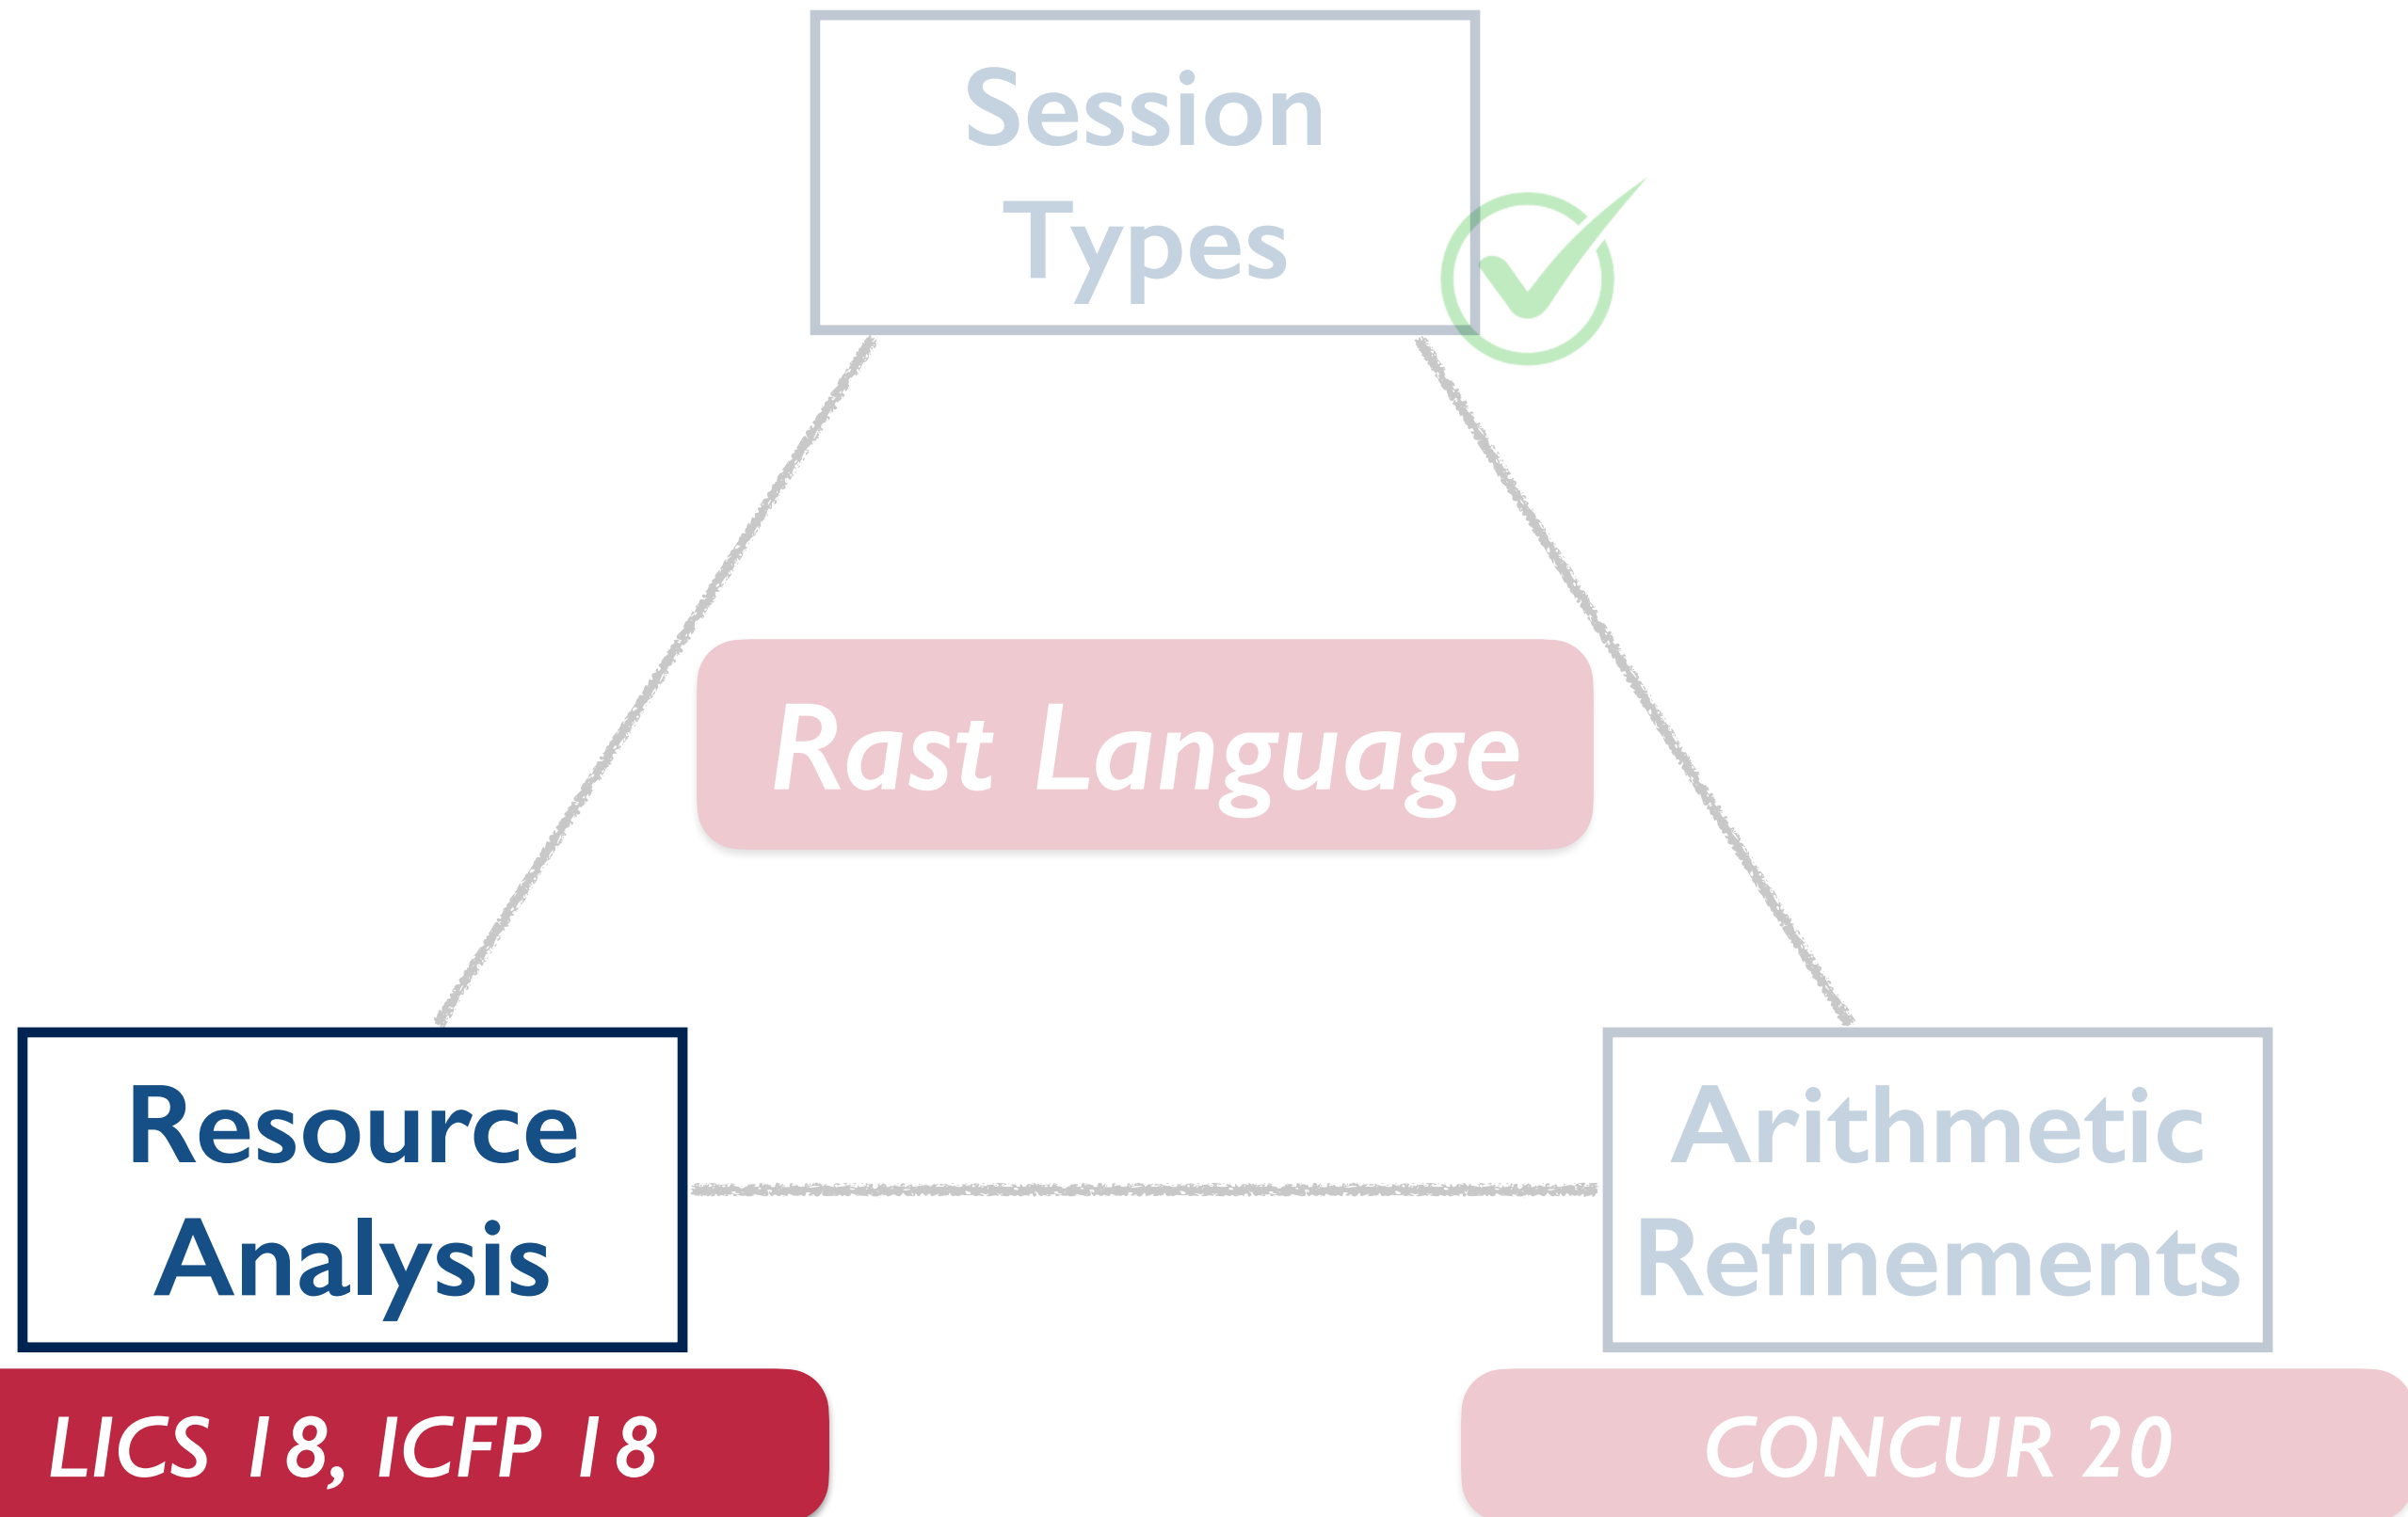 Session
Types
Rast Language
Resource
Analysis
Arithmetic
Refinements
LICS 18, ICFP 18
CONCUR 20